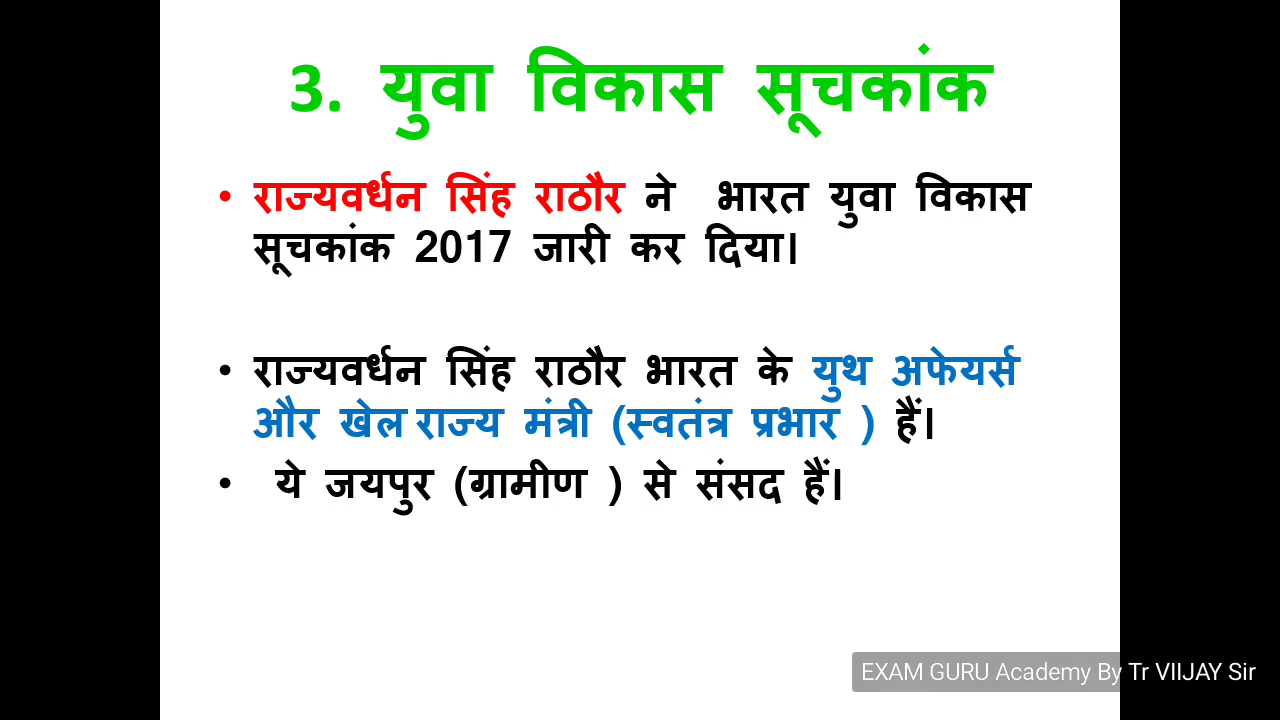 3. युवा विकास सूचकांक
• राज्यवर्धन सिंह राठौर ने भारत युवा विकास
सूचकांक 2017 जारी कर दिया।
• राज्यवर्धन सिंह राठौर भारत के युथ अफेयर्स
और खेल राज्य मंत्री (स्वतंत्र प्रभार ) हैं।
• ये जयपुर (ग्रामीण ) से संसद हैं।
EXAM GURU Academy By Tr VIIJAY Sir